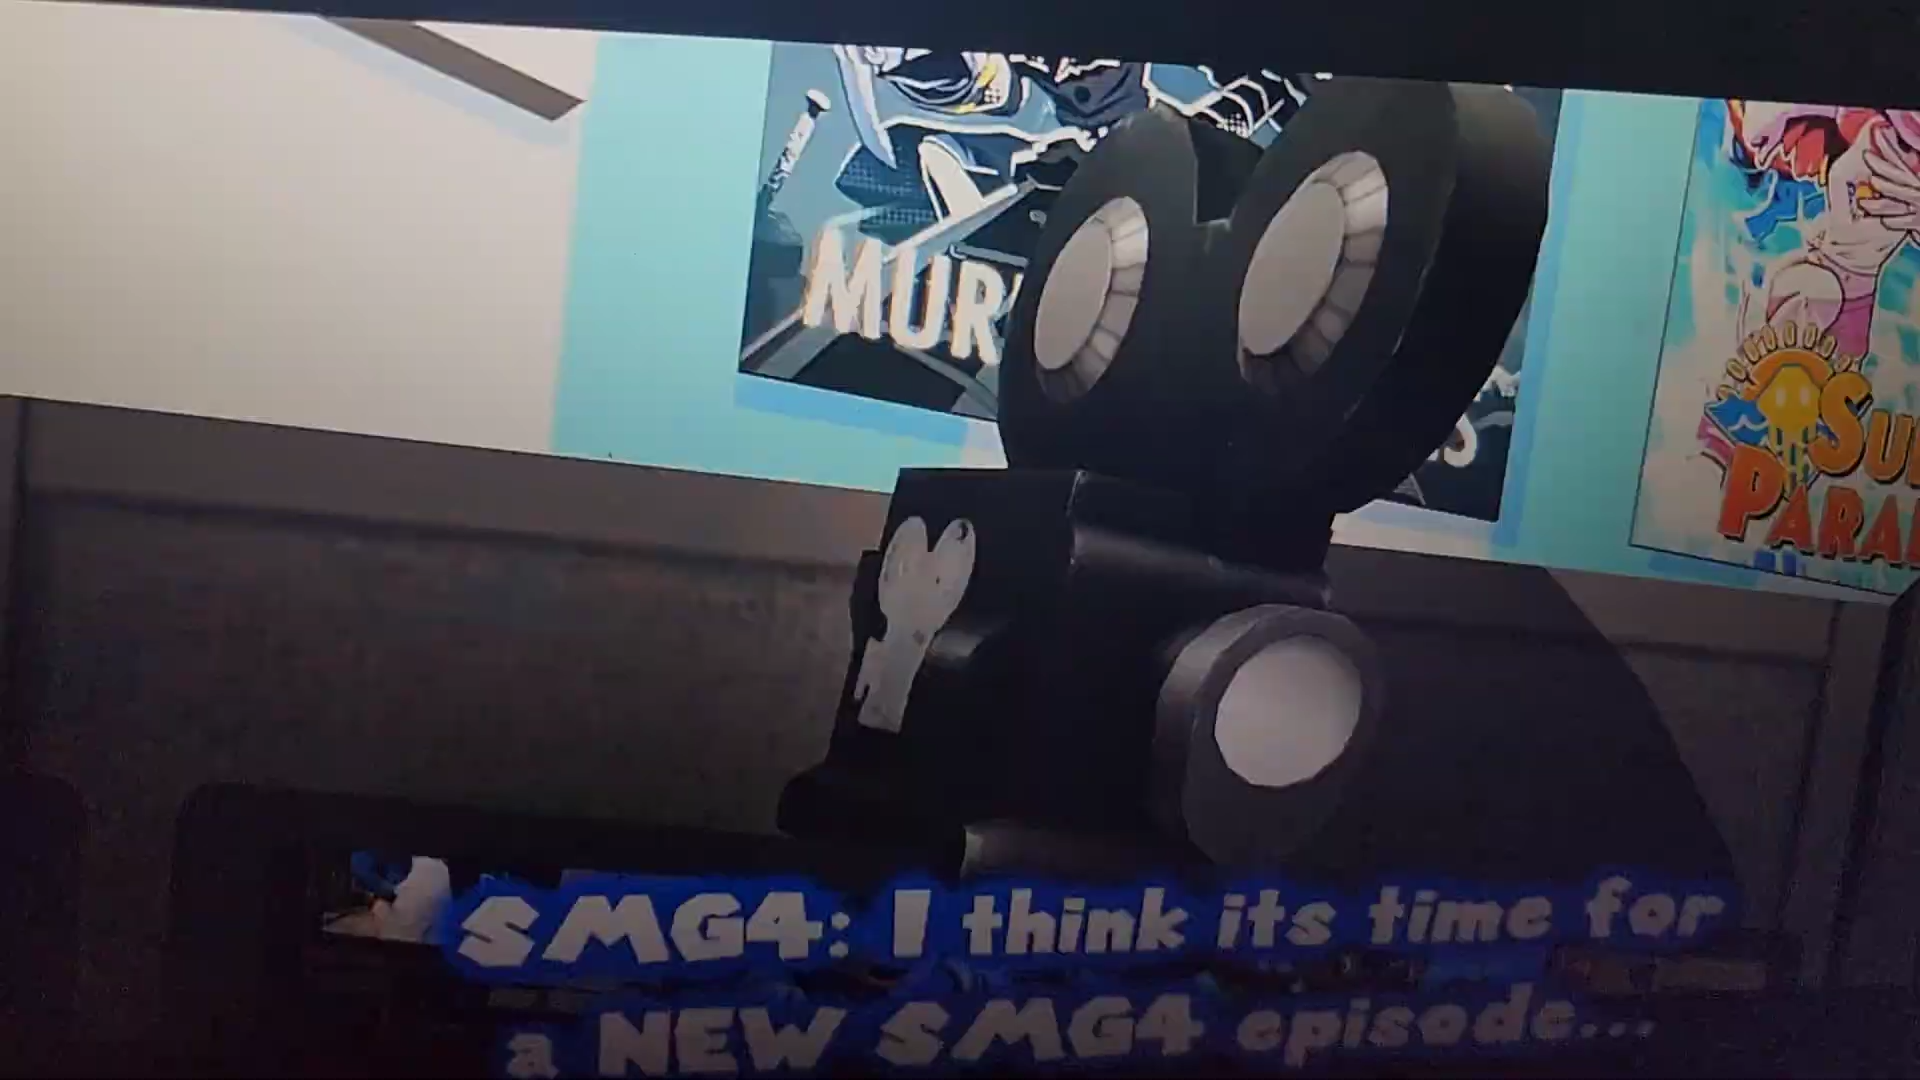 MUR
SU
PARA
SMG4: I think its time for
a NEW SMG4 episode...